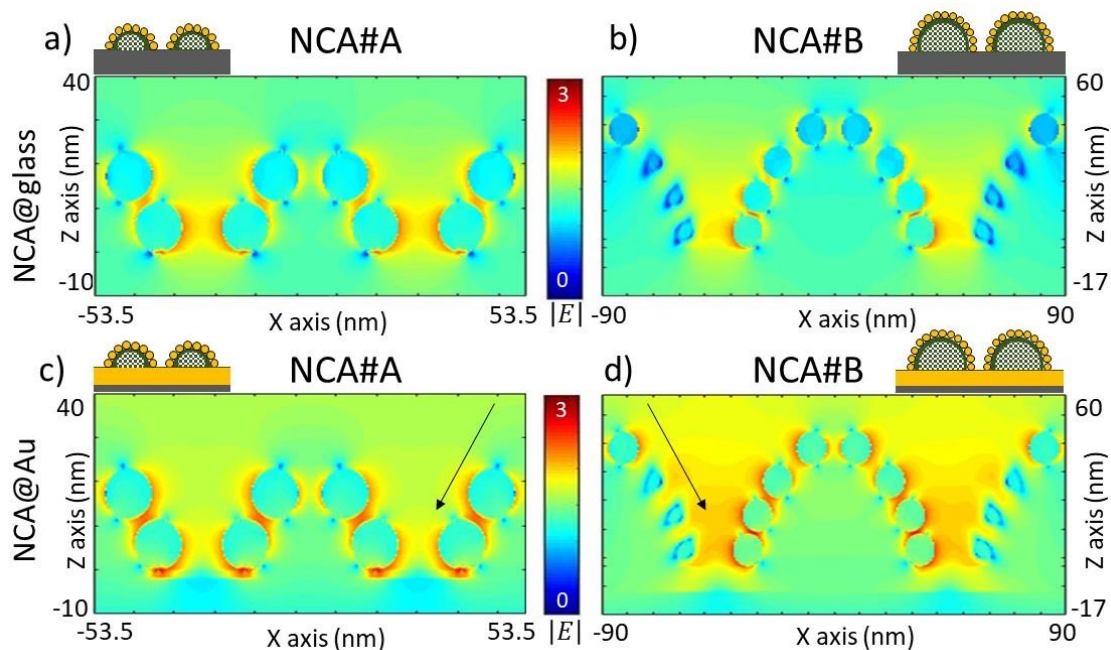 a) NCA#A
b) NCA#B
NCA@glass
40
Z axis (nm)
-10
-53.5 X axis (nm) 53.5
3
0
|E|
60
Z axis (nm)
-17
-90 X axis (nm) 90
c) NCA#A
d) NCA#B
NCA@Au
40
Z axis (nm)
-10
-53.5 X axis (nm) 53.5
3
0
|E|
60
Z axis (nm)
-17
-90 X axis (nm) 90